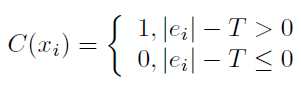 C(x_i) = { 1, |e_i| − T > 0
0, |e_i| − T ≤ 0